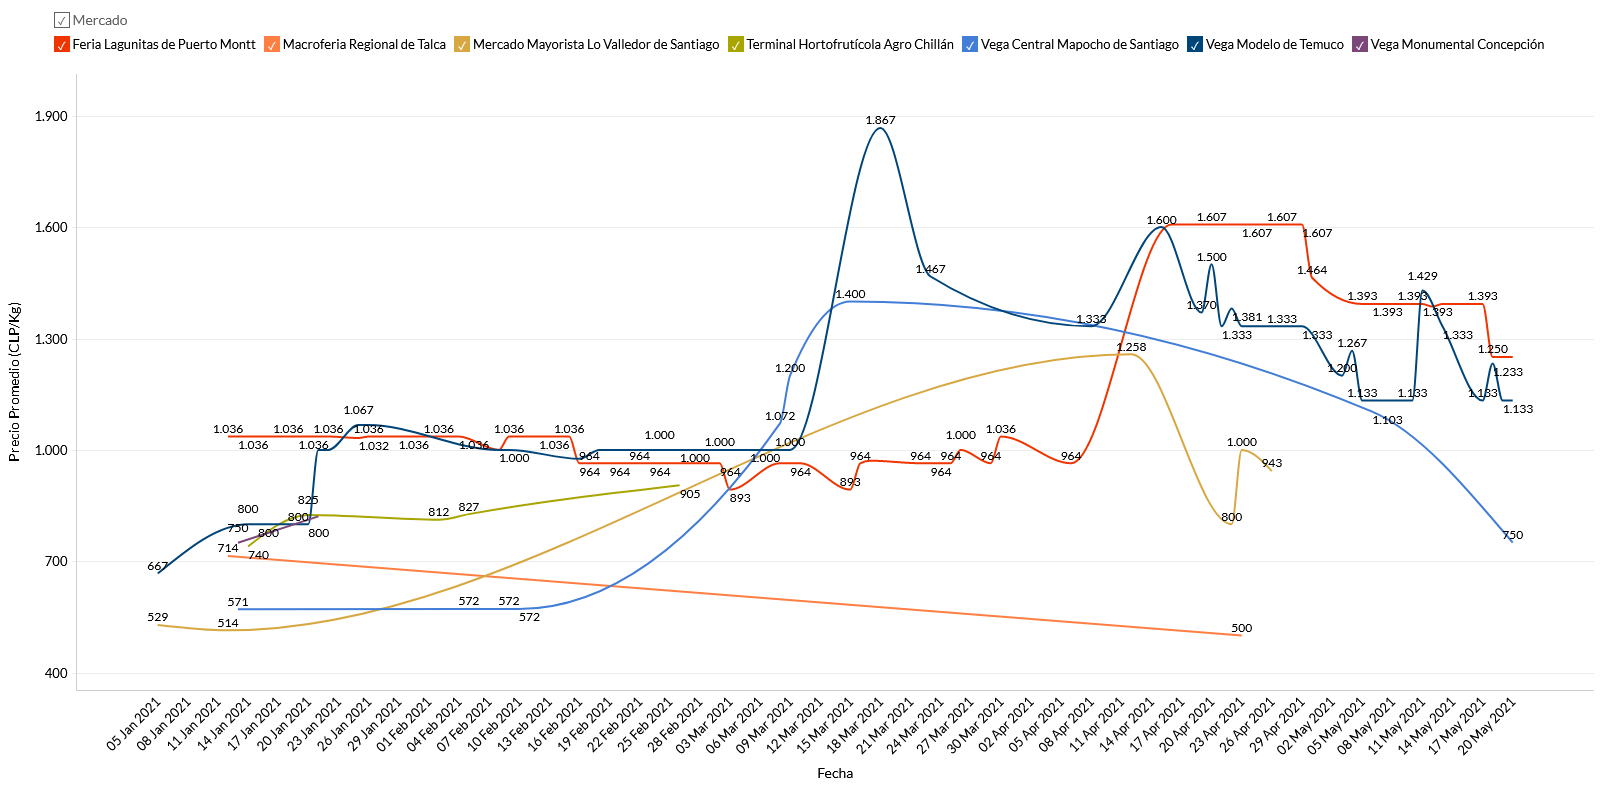 Mercado
Feria Lagunitas de Puerto Montt Macroferia Regional de Talca Mercado Mayorista Lo Valledor de Santiago Terminal Hortofrutícola Agro Chillán Vega Central Mapocho de Santiago Vega Modelo de Temuco Vega Monumental Concepción
1.900
1.867
1.600
1.600 1.607 1.607
1.607 1.607
1.500
1.467 1.464
1.429
1.400 1.393 1.393 1.393
1.370
1.393 1.393
1.333 1.381 1.333
1.300
1.333 1.333 1.333
1.258 1.267 1.250
1.200 1.200 1.233
1.133 1.133 1.133
1.067 1.072 1.103 1.133
1.036 1.036 1.036 1.036 1.036 1.036 1.036 1.000 1.000 1.036
1.000
1.036 1.036 1.032 1.036 1.036 1.036 1.000 1.000 1.000
1.000 964 964 1.000 1.000 964 964 964 964 964 943
964 964 964 964 964 964
893 893
905
825 812 827
800 800 800 800 800
750 740 750
714
700
667
571 572 572 572
529 514 500
400
Precio Promedio (CLP/Kg)
05 Jan 2021 08 Jan 2021 11 Jan 2021 14 Jan 2021 17 Jan 2021 20 Jan 2021 23 Jan 2021 26 Jan 2021 29 Jan 2021 01 Feb 2021 04 Feb 2021 07 Feb 2021 10 Feb 2021 13 Feb 2021 16 Feb 2021 19 Feb 2021 22 Feb 2021 25 Feb 2021 28 Feb 2021 03 Mar 2021 06 Mar 2021 09 Mar 2021 12 Mar 2021 15 Mar 2021 18 Mar 2021 21 Mar 2021 24 Mar 2021 27 Mar 2021 30 Mar 2021 02 Apr 2021 05 Apr 2021 08 Apr 2021 11 Apr 2021 14 Apr 2021 17 Apr 2021 20 Apr 2021 23 Apr 2021 26 Apr 2021 29 Apr 2021 02 May 2021 05 May 2021 08 May 2021 11 May 2021 14 May 2021 17 May 2021 20 May 2021
Fecha